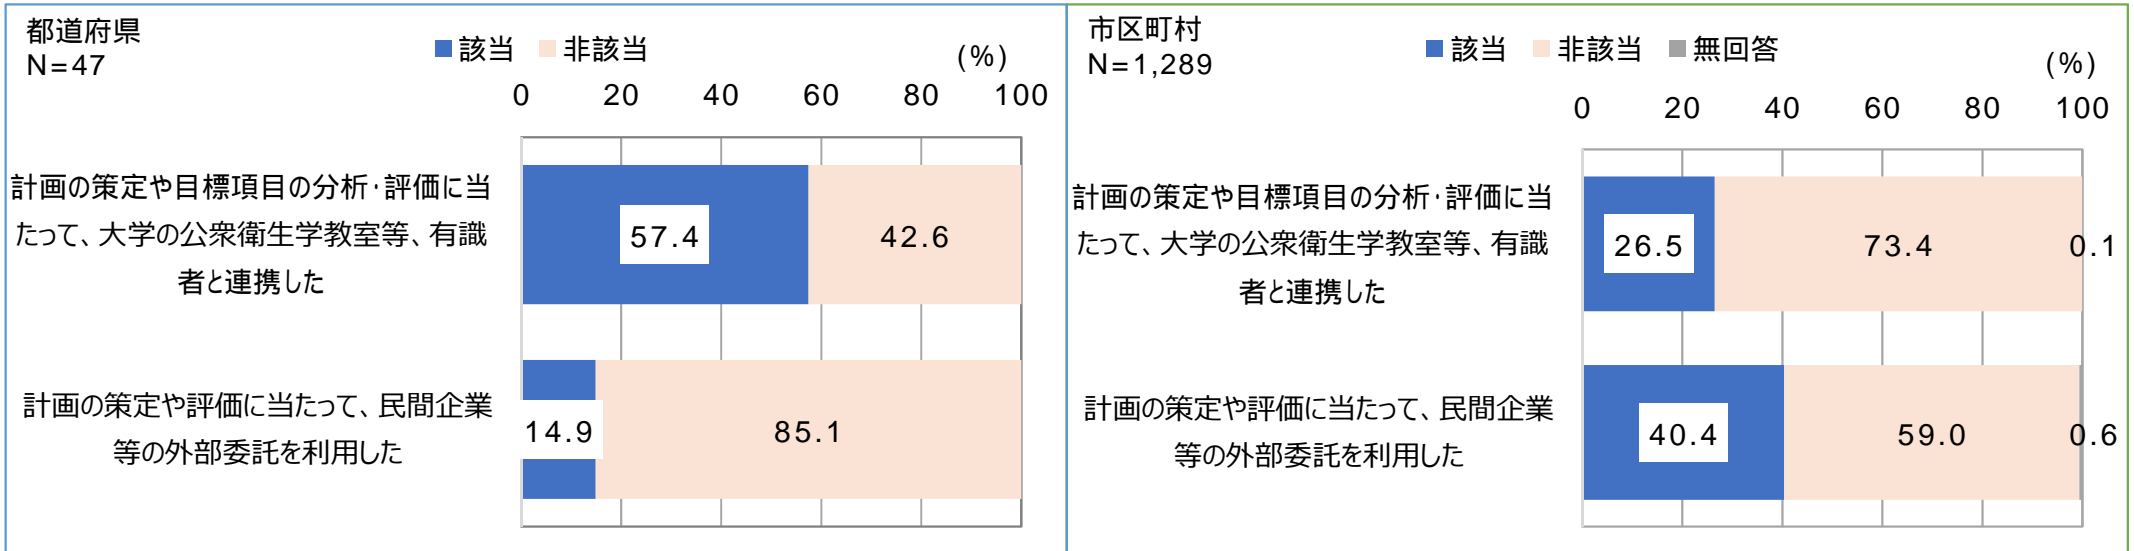 都道府県
N=47
該当 非該当
(%)
0 20 40 60 80 100
計画の策定や目標項目の分析・評価に当
たって、大学の公衆衛生学教室等、有識
者と連携した
57.4 42.6
計画の策定や評価に当たって、民間企業
等の外部委託を利用した
14.9 85.1
市区町村
N=1,289
該当 非該当 無回答
(%)
0 20 40 60 80 100
計画の策定や目標項目の分析・評価に当
たって、大学の公衆衛生学教室等、有識
者と連携した
26.5 73.4 0.1
計画の策定や評価に当たって、民間企業
等の外部委託を利用した
40.4 59.0 0.6